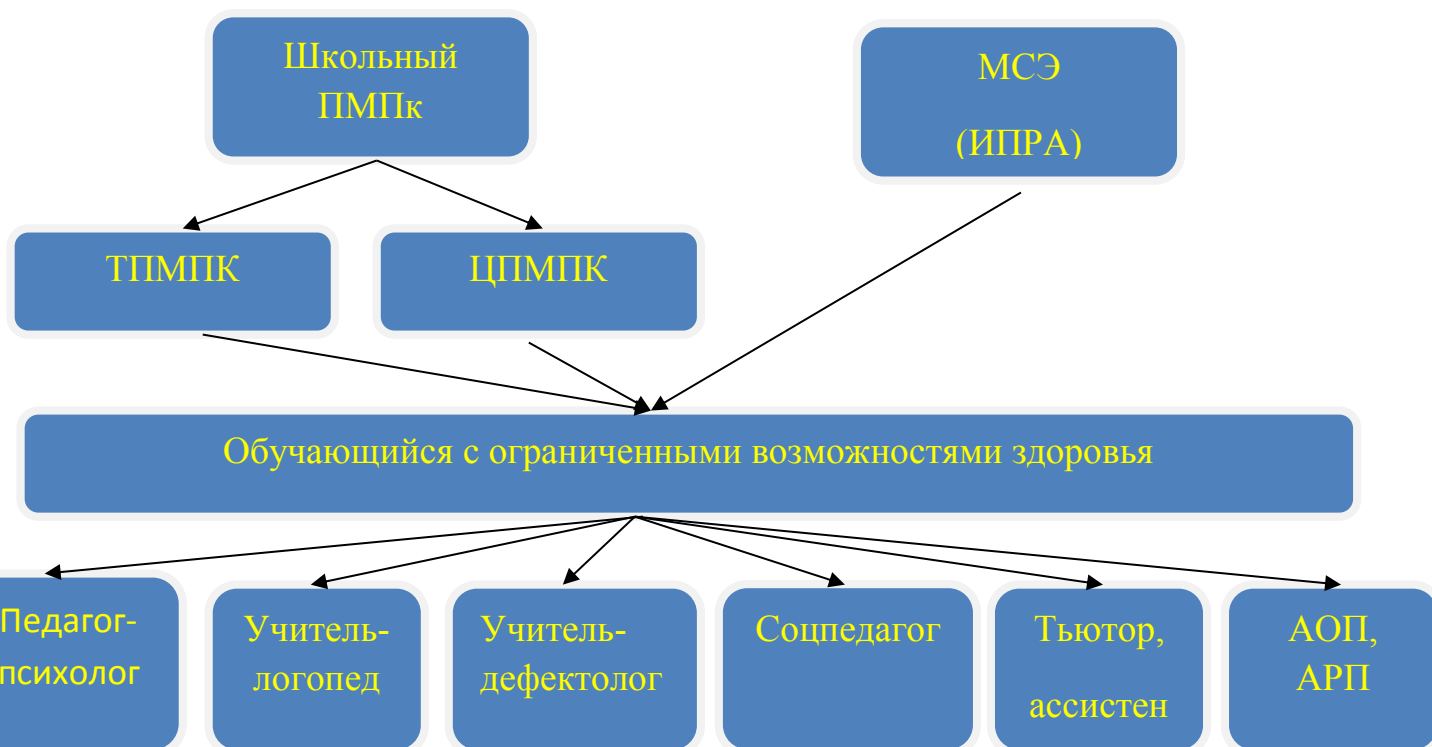 Школьный
ПМПк
МСЭ
(ИПРА)
ТПМПК
ЦПМПК
Обучающийся с ограниченными возможностями здоровья
Педагог-
психолог
Учитель-
логопед
Учитель-
дефектолог
Соцпедагог
Тьютор,
ассистен
АОП,
АРП